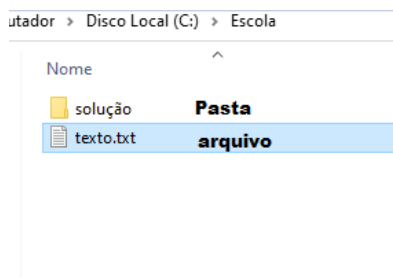 utador > Disco Local (C:) > Escola
Nome
solução Pasta
texto.txt arquivo